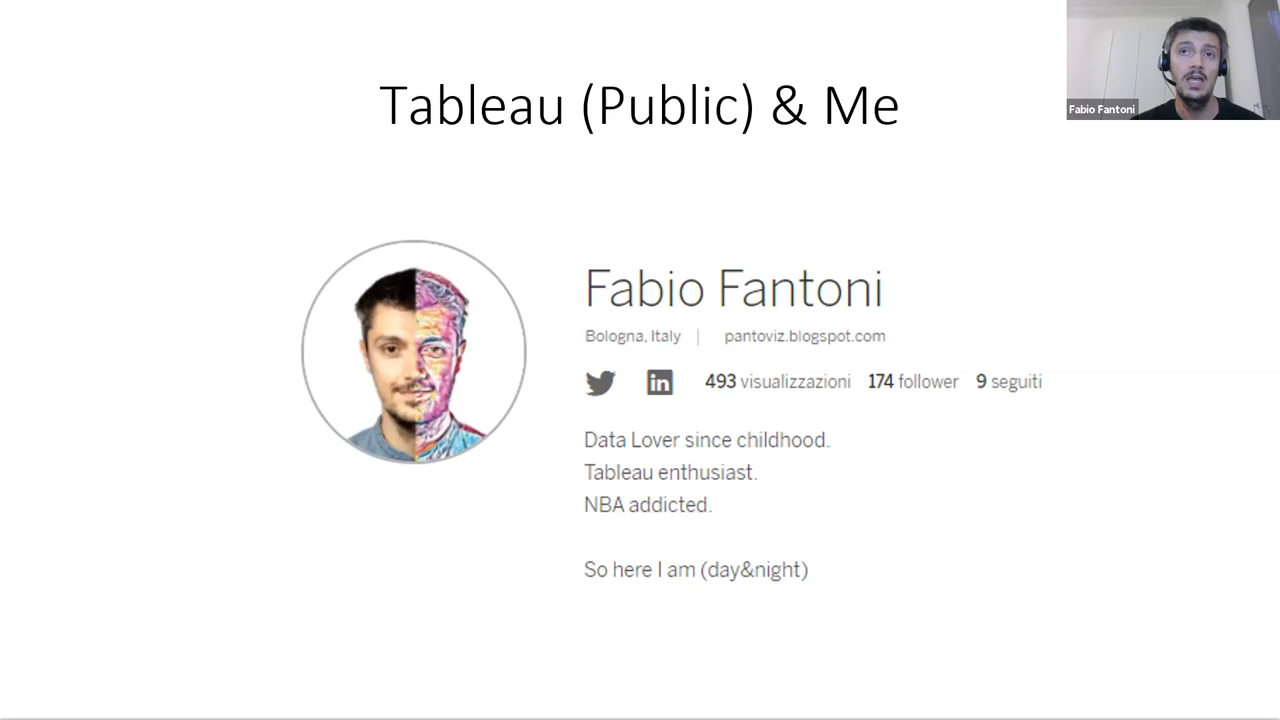 Tableau (Public) & Me
Fabio Fantoni
Fabio Fantoni
Bologna, Italy | pantoviz.blogspot.com
in 493 visualizzazioni 174 follower 9 seguiti
Data Lover since childhood.
Tableau enthusiast.
NBA addicted.
So here I am (day&night)